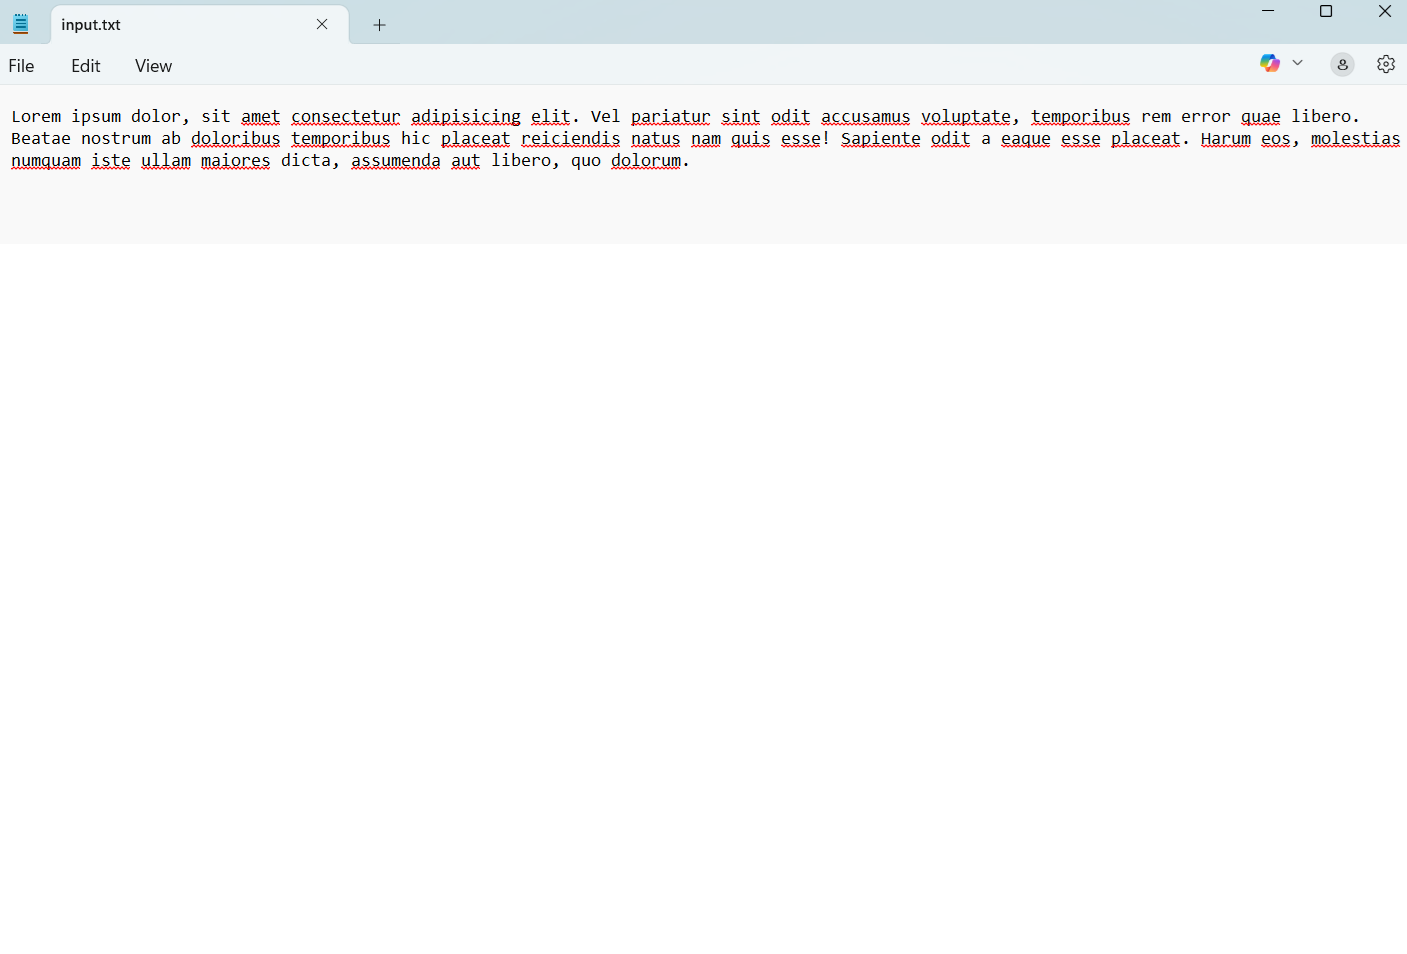 input.txt
File Edit View
Lorem ipsum dolor, sit amet consectetur adipisicing elit. Vel pariatur sint odit accusamus voluptate, temporibus rem error quae libero.
Beatae nostrum ab doloribus temporibus hic placeat reiciendis natus nam quis esse! Sapiente odit a eaque esse placeat. Harum eos, molestias
numquam iste ullam maiores dicta, assumenda aut libero, quo dolorum.